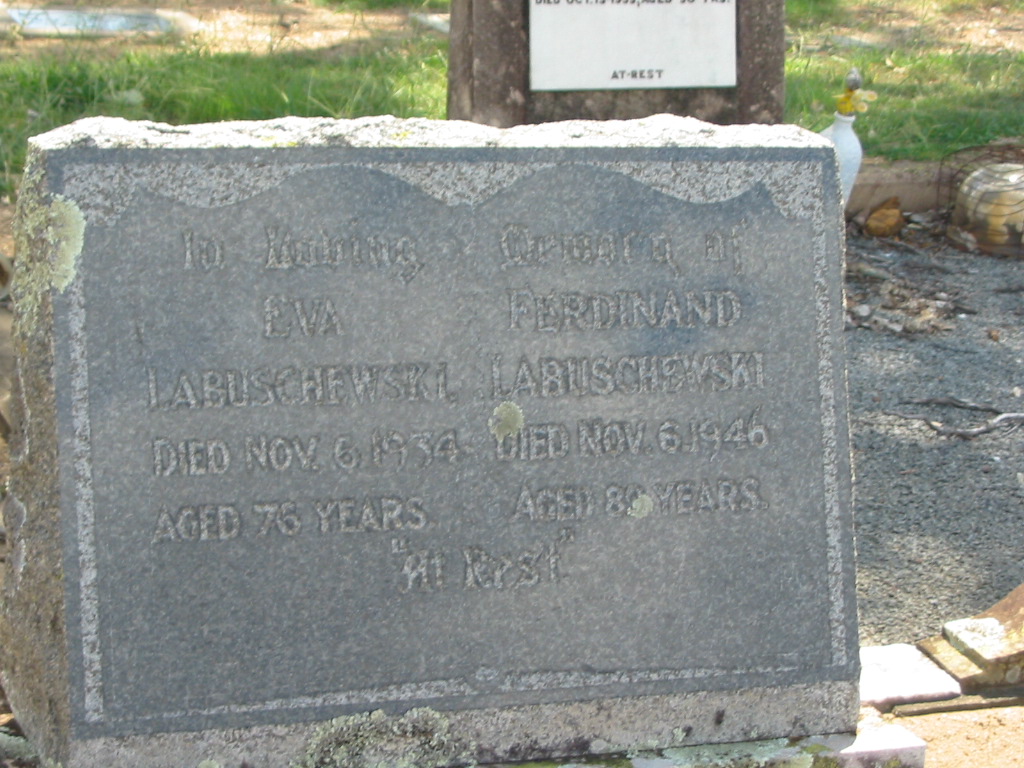 AT-REST
In Loving Memory of
EVA
LABUSCHEWSKI.
DIED NOV. 6. 1934
AGED 76 YEARS.
FERDINAND
LABUSCHEWSKI
DIED NOV. 6. 1946
AGED YEARS.
"At Rest."